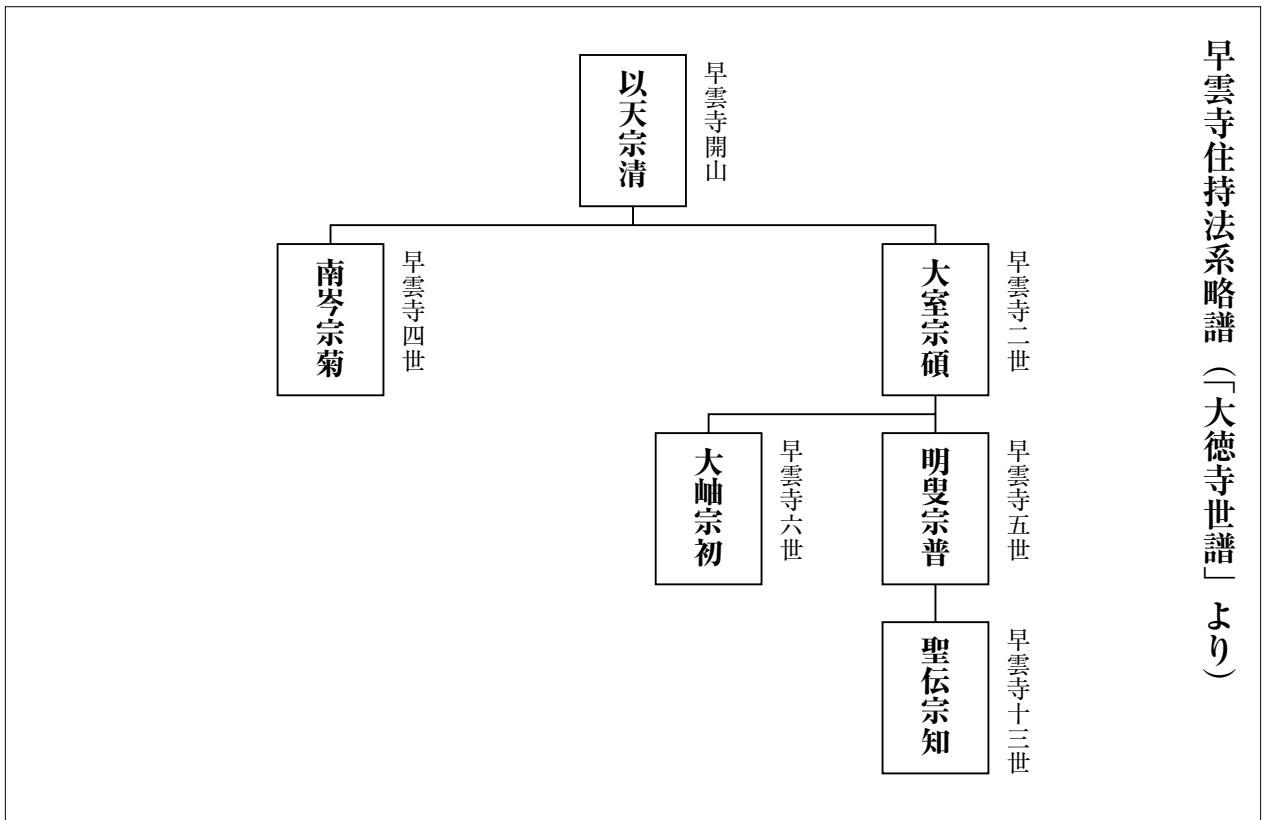 早雲寺住持法系略譜（「大徳寺世譜」より）
早雲寺開山
以天宗清
早雲寺二世
大室宗碩
早雲寺四世
南岑宗菊
早雲寺五世
明叟宗普
早雲寺六世
大岫宗初
早雲寺十三世
聖伝宗知